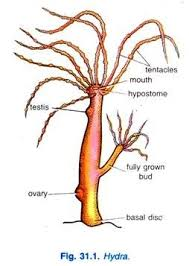 tentacles
mouth
hypostome
testis
fully grown
bud
ovary
basal disc
Fig. 31.1. Hydra.